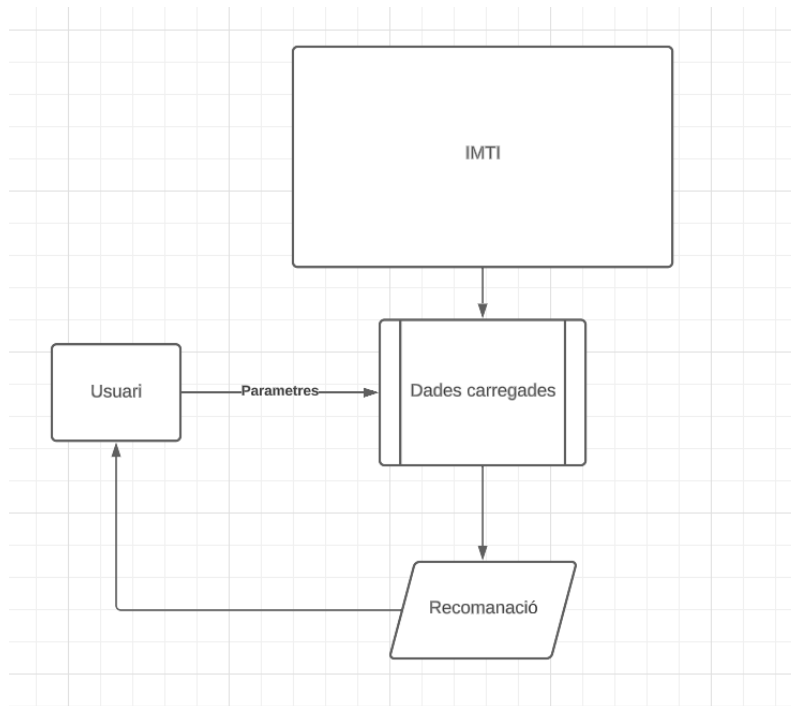 IMTI
Usuari
Parametres
Dades carregades
Recomanació